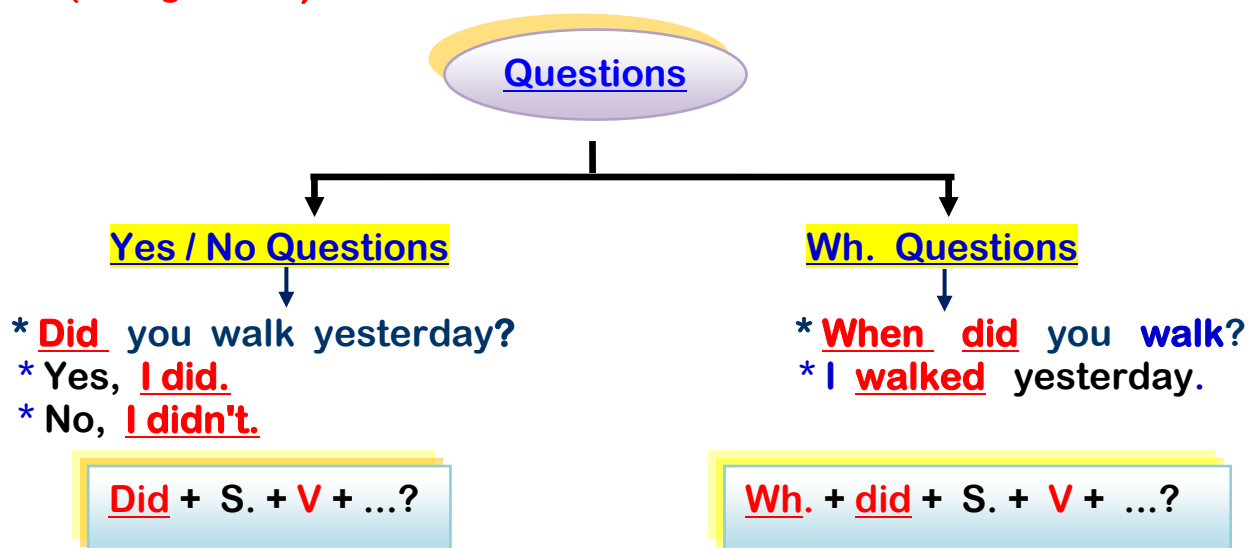 Questions
Yes / No Questions
Wh. Questions
* Did you walk yesterday?
* Yes, I did.
* No, I didn't.
* When did you walk?
* I walked yesterday.
Did + S. + V + ...?
Wh. + did + S. + V + ...?